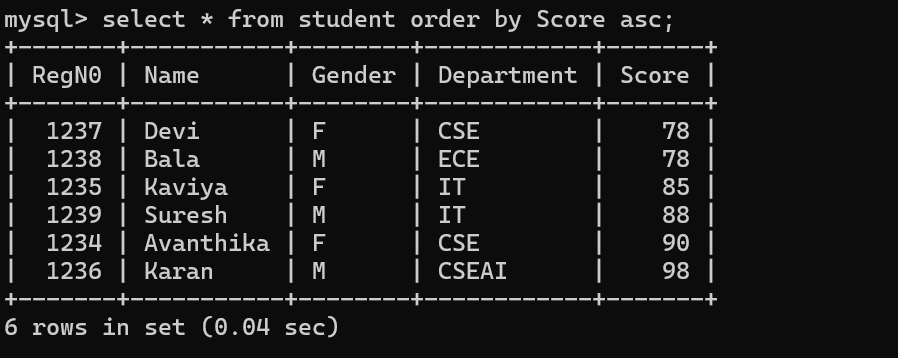 mysql> select * from student order by Score asc;
+-------+-----------+--------+------------+-------+
| RegN0 | Name      | Gender | Department | Score |
+-------+-----------+--------+------------+-------+
|  1237 | Devi      | F      | CSE        |    78 |
|  1238 | Bala      | M      | ECE        |    78 |
|  1235 | Kaviya    | F      | IT         |    85 |
|  1239 | Suresh    | M      | IT         |    88 |
|  1234 | Avanthika | F      | CSE        |    90 |
|  1236 | Karan     | M      | CSEAI      |    98 |
+-------+-----------+--------+------------+-------+
6 rows in set (0.04 sec)